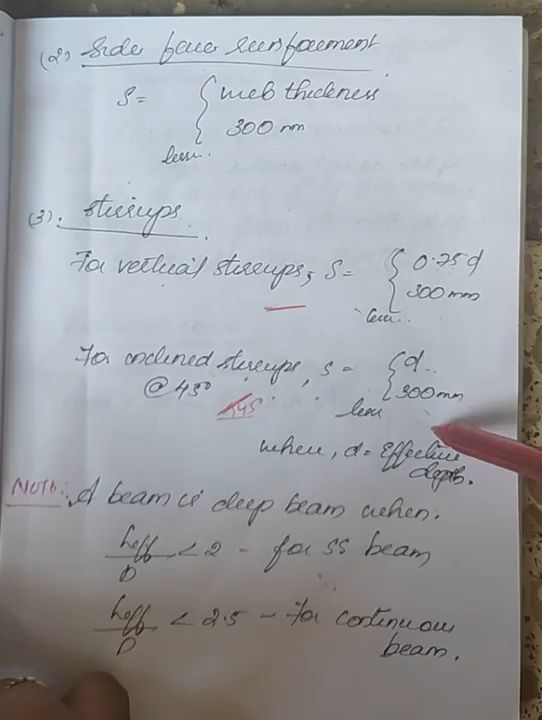 (2) Side face reinforcement
S = { web thickness
300 mm
less..
(3). Stirrups
For vertical stirrups, S = { 0.75 d
300 mm
less..
For inclined stirrups, s = { d..
@ 45° 300 mm
45° less
when, d = Effective
depth.
NOTE: A beam is deep beam when:
leff/D < 2 - for SS beam
leff/D < 2.5 - For continuous
beam.